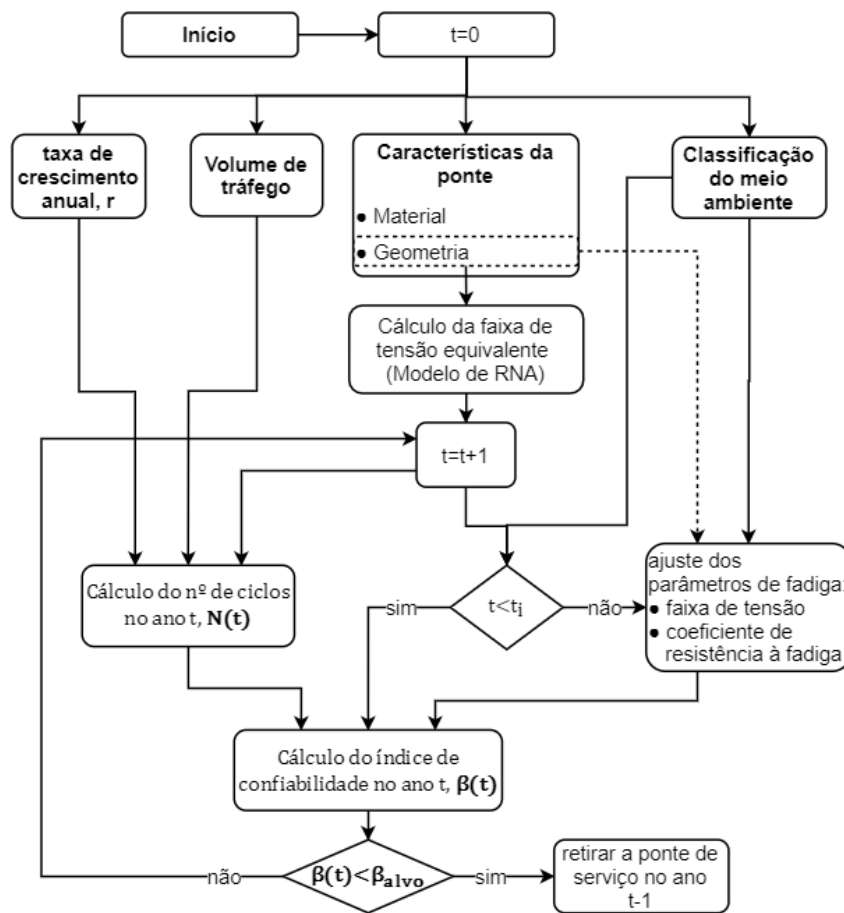 Início
t=0
taxa de
crescimento
anual, r
Volume de
tráfego
Características da
ponte
● Material
● Geometria
Classificação
do meio
ambiente
Cálculo da faixa de
tensão equivalente
(Modelo de RNA)
t=t+1
Cálculo do nº de ciclos
no ano t, N(t)
sim
t<tᵢ
não
ajuste dos
parâmetros de fadiga:
● faixa de tensão
● coeficiente de
resistência à fadiga
Cálculo do índice de
confiabilidade no ano t, β(t)
não
β(t)<βalvo
sim
retirar a ponte de
serviço no ano
t-1